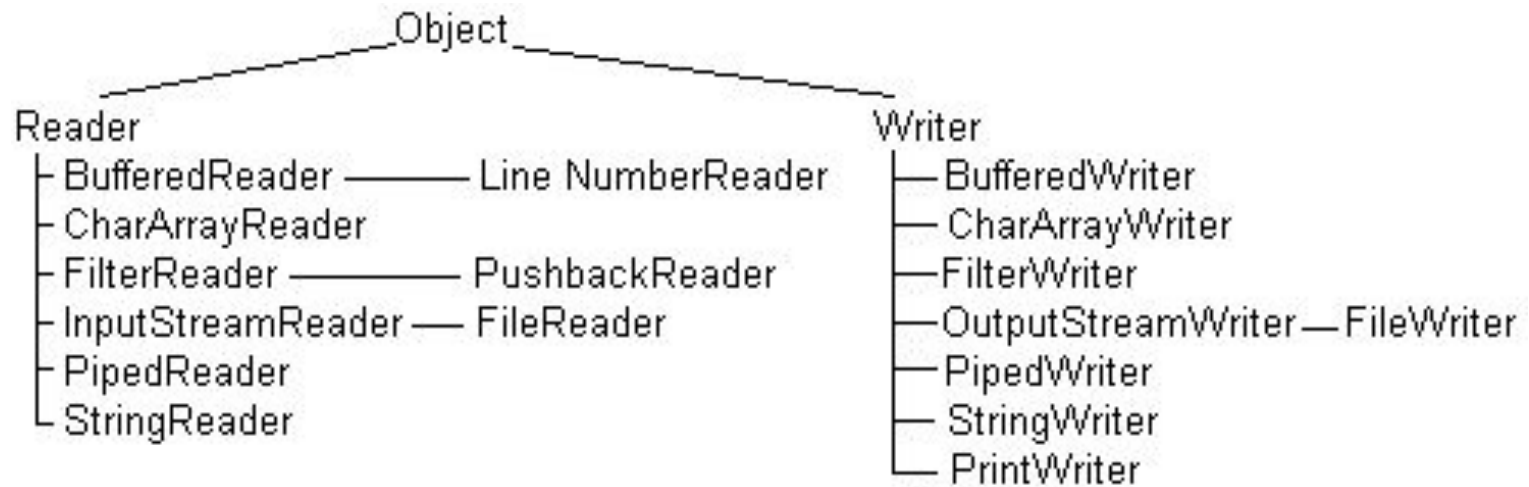 Object
Reader Writer
BufferedReader Line NumberReader BufferedWriter
CharArrayReader CharArrayWriter
FilterReader PushbackReader FilterWriter
InputStreamReader FileReader OutputStreamWriter FileWriter
PipedReader PipedWriter
StringReader StringWriter
PrintWriter